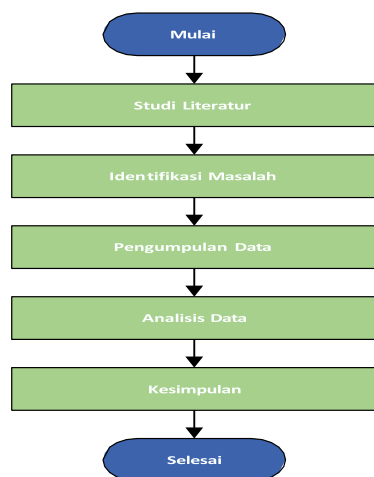 Mulai
Studi Literatur
Identifikasi Masalah
Pengumpulan Data
Analisis Data
Kesimpulan
Selesai